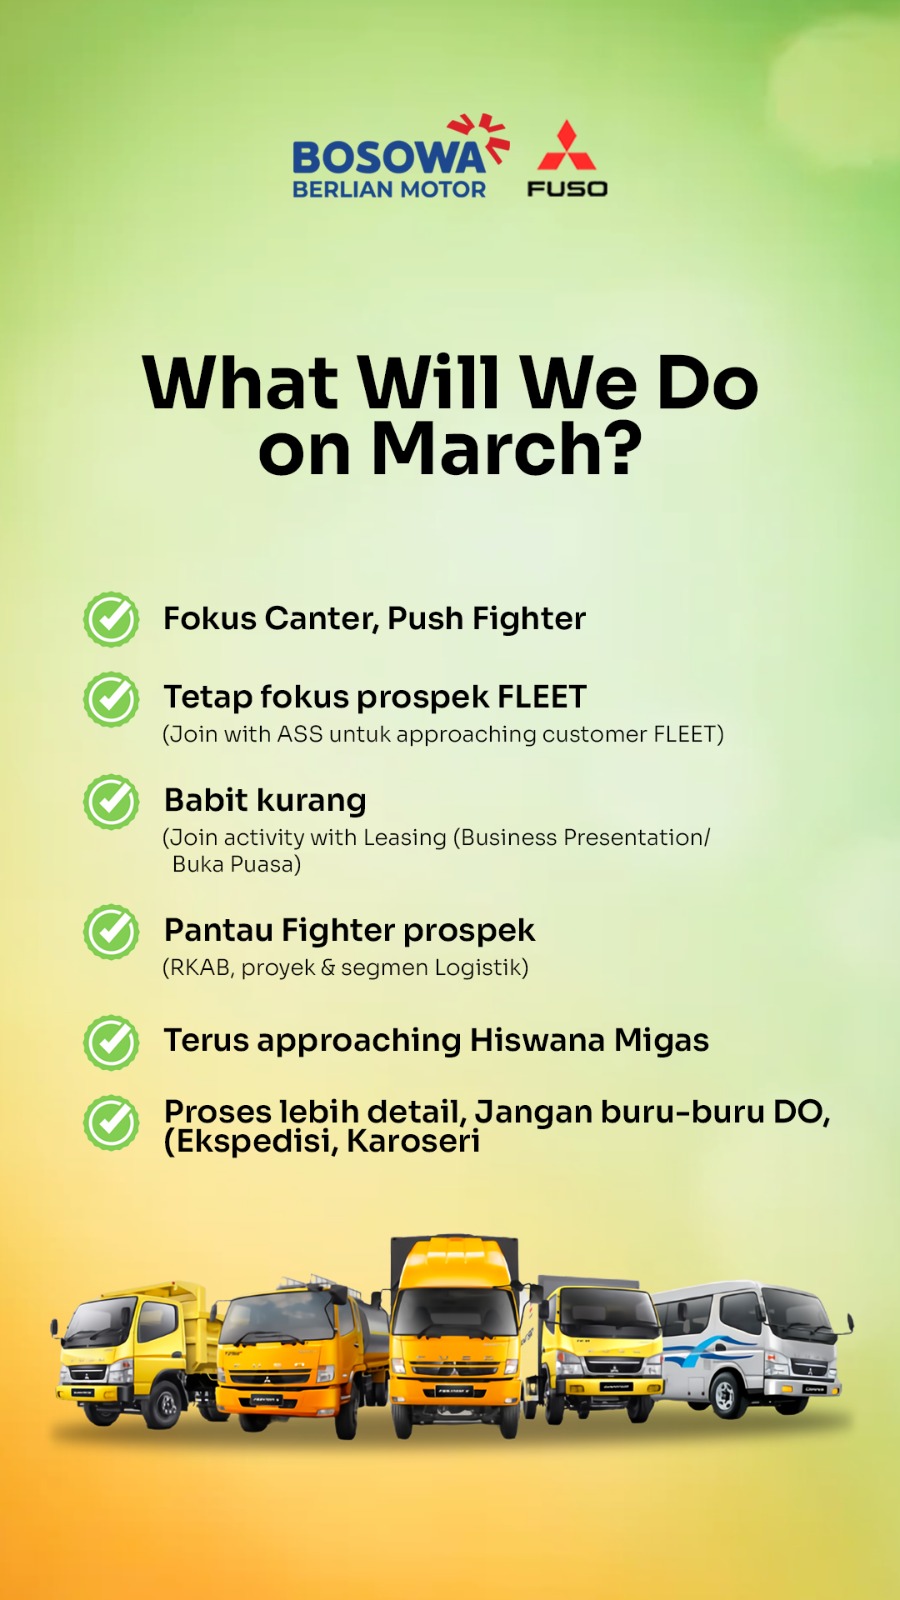 BOSOWA
BERLIAN MOTOR
FUSO
What Will We Do
on March?
Fokus Canter, Push Fighter
Tetap fokus prospek FLEET
(Join with ASS untuk approaching customer FLEET)
Babit kurang
(Join activity with Leasing (Business Presentation/
Buka Puasa)
Pantau Fighter prospek
(RKAB, proyek & segmen Logistik)
Terus approaching Hiswana Migas
Proses lebih detail, Jangan buru-buru DO,
(Ekspedisi, Karoseri